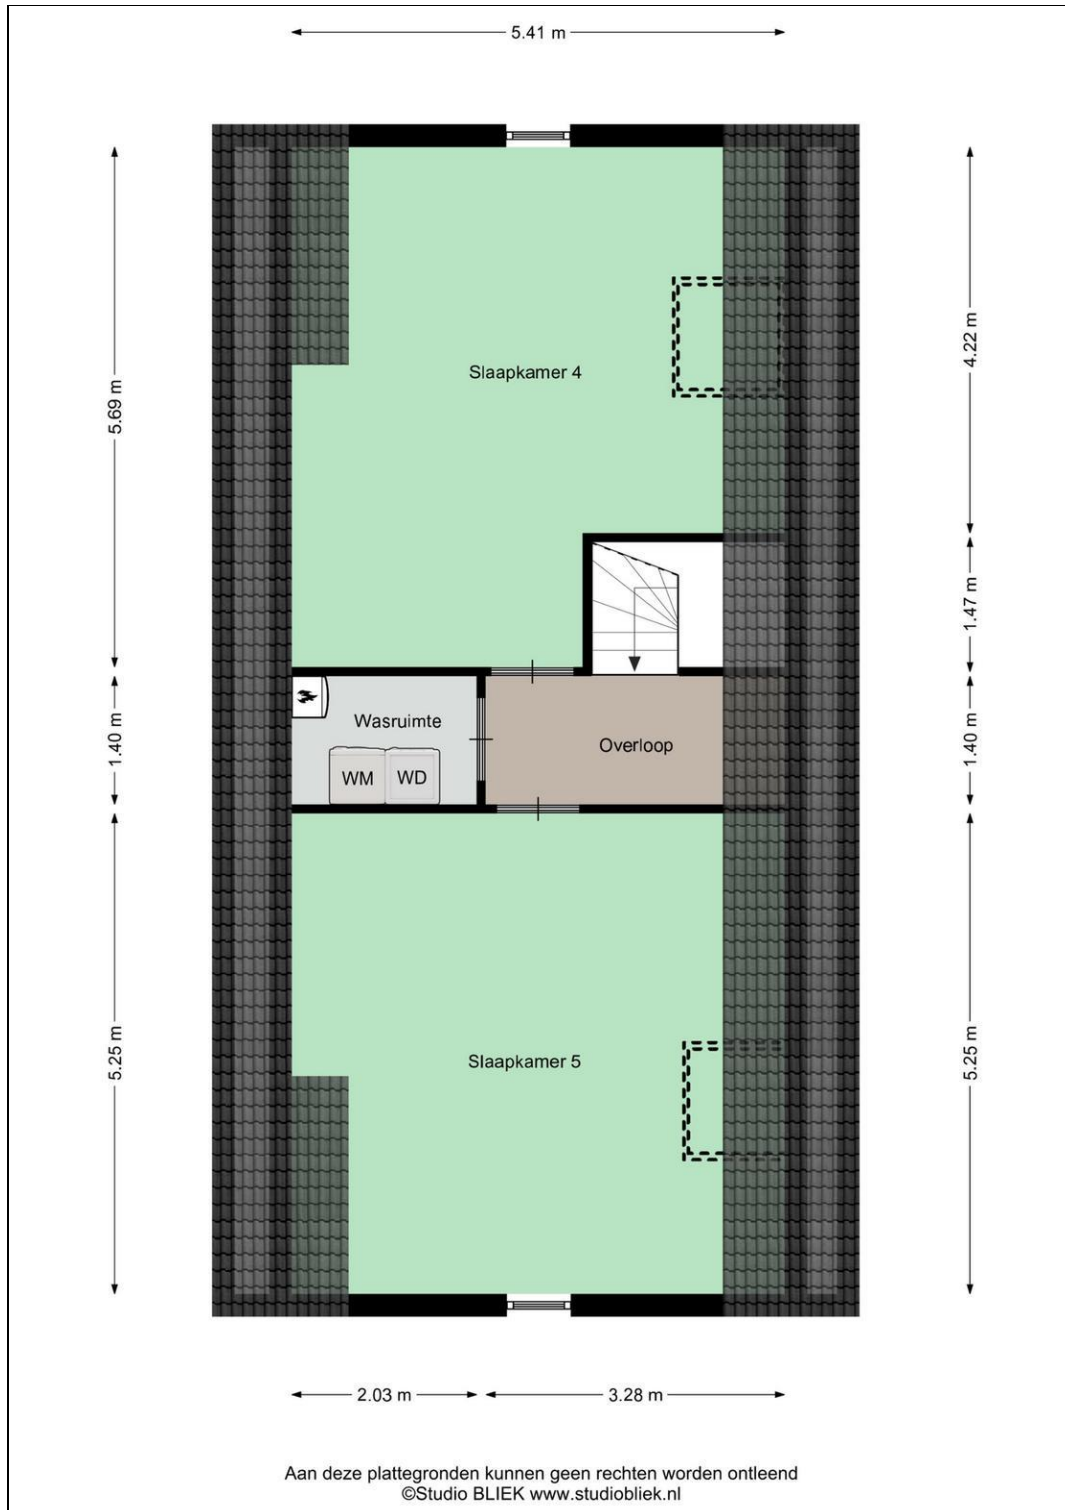 5.41 m
5.69 m
4.22 m
Slaapkamer 4
1.47 m
1.40 m
Wasruimte
WM
WD
Overloop
1.40 m
5.25 m
Slaapkamer 5
5.25 m
2.03 m
3.28 m
Aan deze plattegronden kunnen geen rechten worden ontleend
©Studio BLIEK www.studiobliek.nl